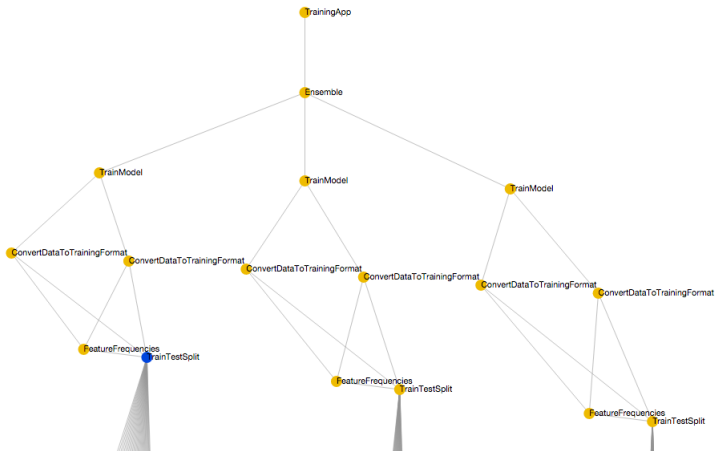 TrainingApp
Ensemble
TrainModel
TrainModel
TrainModel
ConvertDataToTrainingFormat
ConvertDataToTrainingFormat
ConvertDataToTrainingFormat
ConvertDataToTrainingFormat
ConvertDataToTrainingFormat
ConvertDataToTrainingFormat
FeatureFrequencies
TrainTestSplit
FeatureFrequencies
TrainTestSplit
FeatureFrequencies
TrainTestSplit